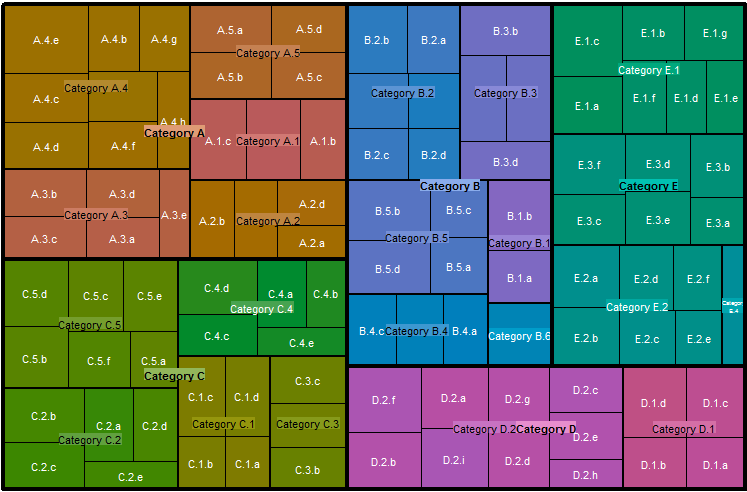 A.4.e
A.4.b
A.4.g
Category A.4
A.4.c
A.4.h
A.4.d
A.4.f
A.5.a
A.5.d
Category A.5
A.5.b
A.5.c
Category A
A.1.c
Category A.1
A.1.b
A.3.b
A.3.d
Category A.3
A.3.e
A.3.c
A.3.a
A.2.b
Category A.2
A.2.d
A.2.a
B.2.b
B.2.a
Category B.2
B.2.c
B.2.d
B.3.b
Category B.3
B.3.d
Category B
B.5.b
B.5.c
Category B.5
B.5.d
B.5.a
B.1.b
Category B.1
B.1.a
B.4.c
Category B.4
B.4.a
Category B.6
E.1.c
E.1.b
E.1.g
Category E.1
E.1.a
E.1.f
E.1.d
E.1.e
E.3.f
E.3.d
E.3.b
Category E
E.3.c
E.3.e
E.3.a
E.2.a
E.2.d
E.2.f
Category E.2
Category
E.4
E.2.b
E.2.c
E.2.e
C.5.d
C.5.c
C.5.e
Category C.5
C.5.b
C.5.f
C.5.a
C.4.d
C.4.a
C.4.b
Category C.4
C.4.c
C.4.e
Category C
C.2.b
C.2.a
C.2.d
Category C.2
C.2.c
C.2.e
C.1.c
C.1.d
Category C.1
C.1.b
C.1.a
C.3.c
Category C.3
C.3.b
D.2.f
D.2.a
D.2.g
D.2.c
Category D.2
Category D
D.2.e
D.2.b
D.2.i
D.2.d
D.2.h
D.1.d
D.1.c
Category D.1
D.1.b
D.1.a